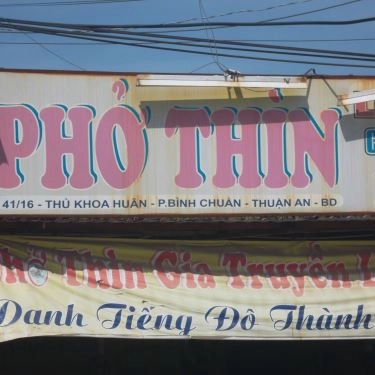 PHỞ THÌN
41/16 - THỦ KHOA HUÂN - P.BÌNH CHUẨN - THUẬN AN - BD
Phở Thìn Gia Truyền
Danh Tiếng Đô Thành